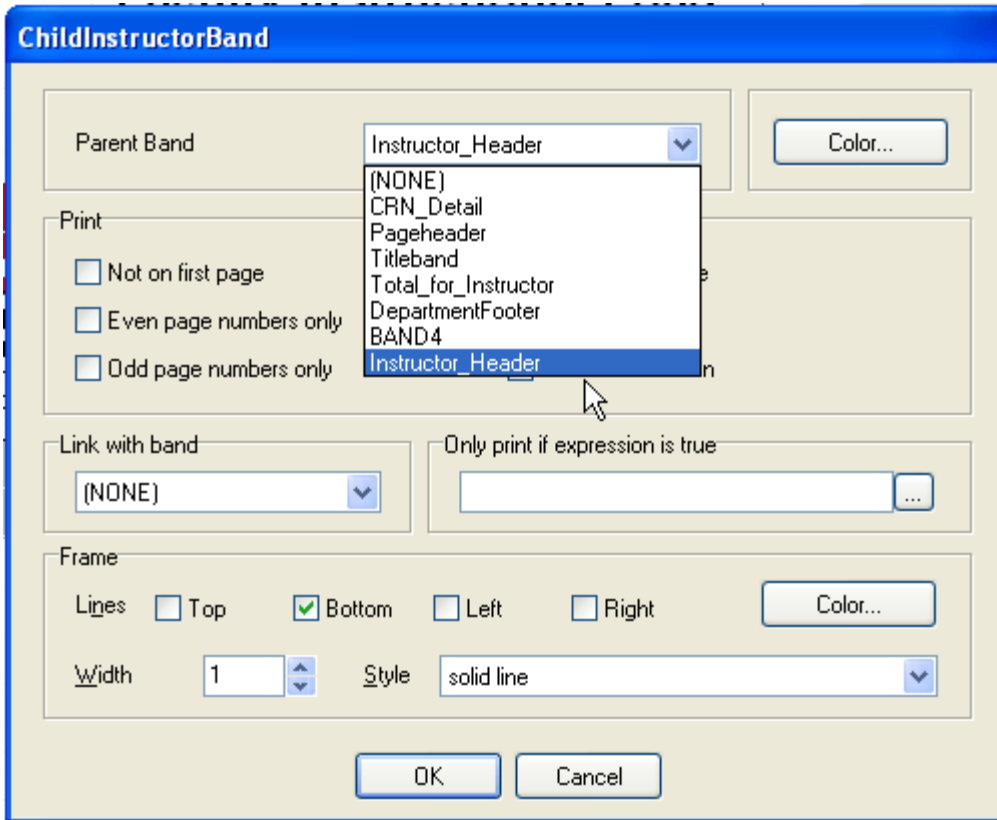 ChildInstructorBand
Parent Band
Instructor_Header
Color...
(NONE)
CRN_Detail
Pageheader
Titleband
Total_for_Instructor
DepartmentFooter
BAND4
Instructor_Header
Print
Not on first page
Even page numbers only
Odd page numbers only
Link with band
(NONE)
Only print if expression is true
...
Frame
Lines
Top
Bottom
Left
Right
Color...
Width
1
Style
solid line
OK
Cancel